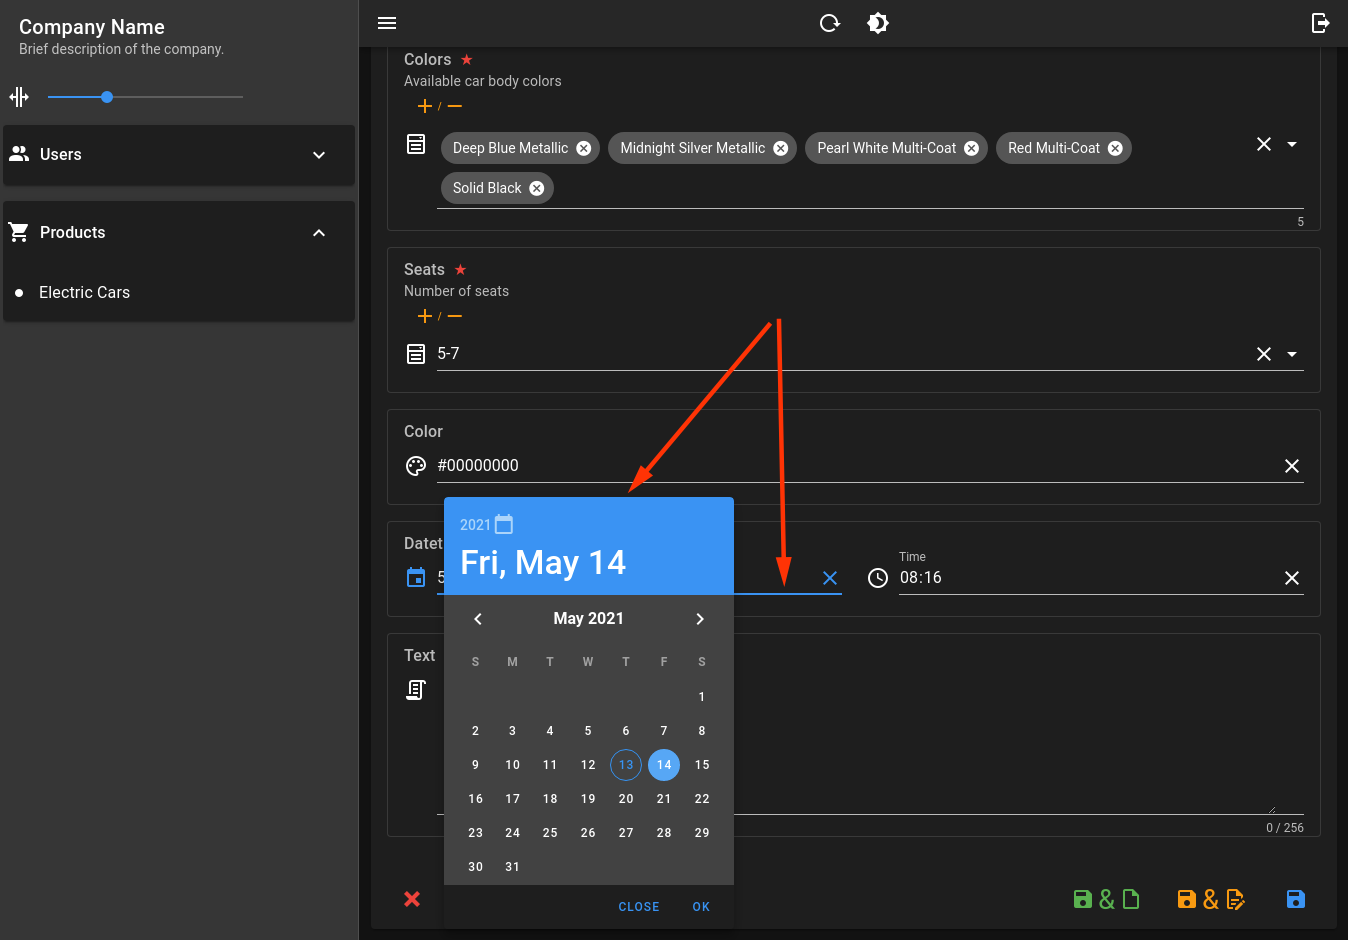 Company Name
Brief description of the company.
Users
Products
Electric Cars
Colors ★
Available car body colors
+ / −
Deep Blue Metallic
Midnight Silver Metallic
Pearl White Multi-Coat
Red Multi-Coat
Solid Black
5
Seats ★
Number of seats
+ / −
5-7
Color
#00000000
Datet
5
Time
08:16
2021
Fri, May 14
May 2021
S M T W T F S
1
2 3 4 5 6 7 8
9 10 11 12 13 14 15
16 17 18 19 20 21 22
23 24 25 26 27 28 29
30 31
CLOSE OK
Text
0 / 256
& &